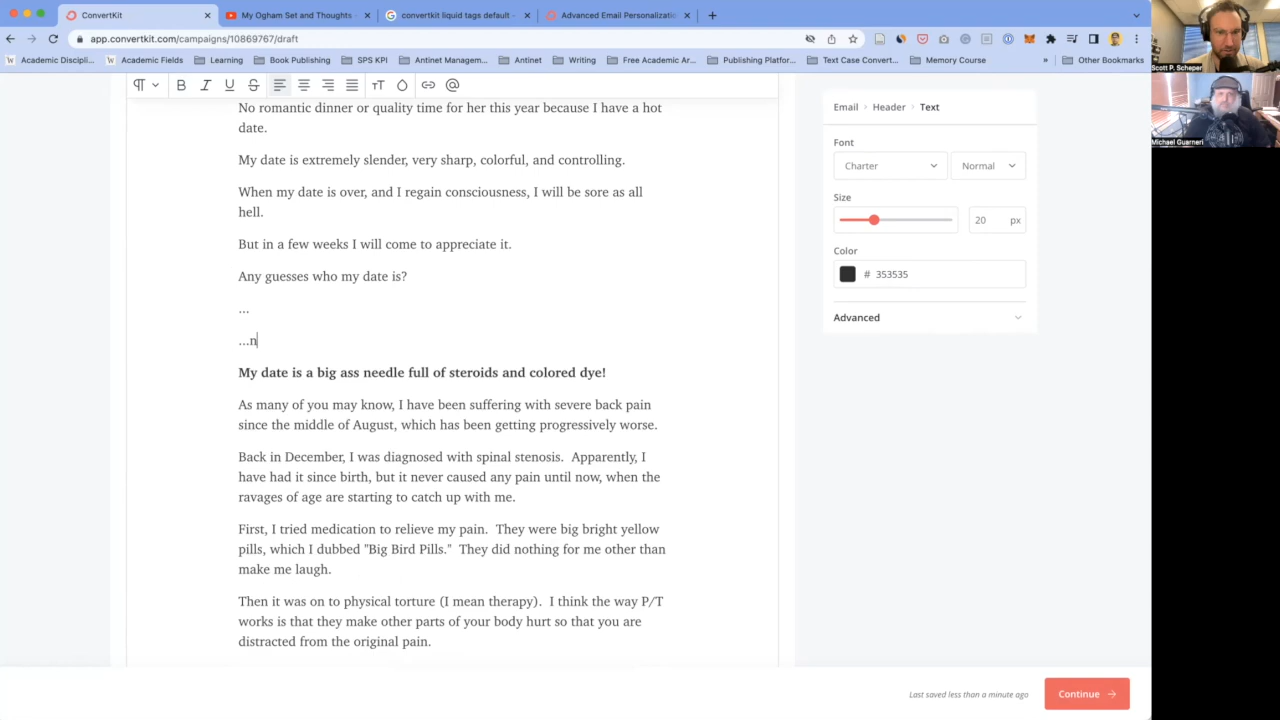 ConvertKit
My Ogham Set and Thoughts -
convertkit liquid tags default -
Advanced Email Personalizatio
app.convertkit.com/campaigns/10869767/draft
Academic Discipli...
Academic Fields
Learning
Book Publishing
SPS KPI
Antinet Managem...
Antinet
Writing
Free Academic Ar...
Publishing Platfor...
Text Case Convert...
Memory Course
»
Other Bookmarks
Scott P. Scheper
Michael Guarneri
No romantic dinner or quality time for her this year because I have a hot
date.
My date is extremely slender, very sharp, colorful, and controlling.
When my date is over, and I regain consciousness, I will be sore as all
hell.
But in a few weeks I will come to appreciate it.
Any guesses who my date is?
...
...n
My date is a big ass needle full of steroids and colored dye!
As many of you may know, I have been suffering with severe back pain
since the middle of August, which has been getting progressively worse.
Back in December, I was diagnosed with spinal stenosis.  Apparently, I
have had it since birth, but it never caused any pain until now, when the
ravages of age are starting to catch up with me.
First, I tried medication to relieve my pain.  They were big bright yellow
pills, which I dubbed "Big Bird Pills."  They did nothing for me other than
make me laugh.
Then it was on to physical torture (I mean therapy).  I think the way P/T
works is that they make other parts of your body hurt so that you are
distracted from the original pain.
Email > Header > Text
Font
Charter
Normal
Size
20 px
Color
# 353535
Advanced
Last saved less than a minute ago
Continue →